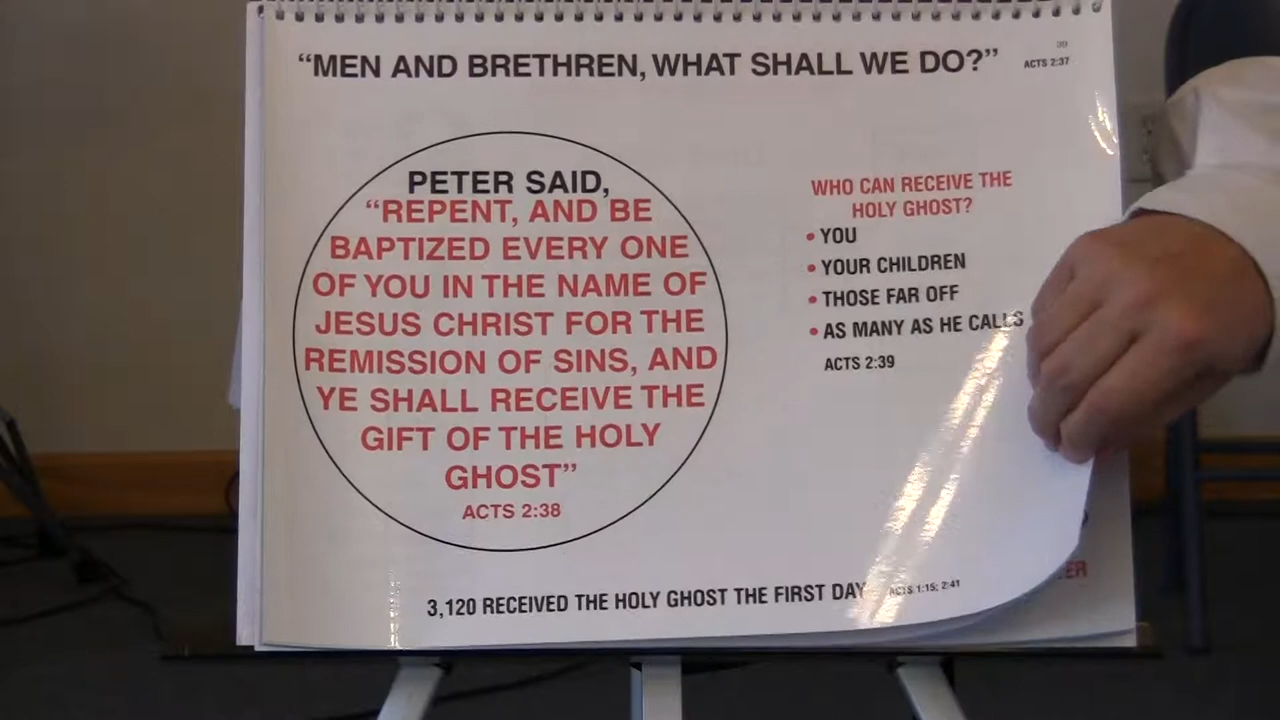 “MEN AND BRETHREN, WHAT SHALL WE DO?”
39
ACTS 2:37
PETER SAID,
“REPENT, AND BE
BAPTIZED EVERY ONE
OF YOU IN THE NAME OF
JESUS CHRIST FOR THE
REMISSION OF SINS, AND
YE SHALL RECEIVE THE
GIFT OF THE HOLY
GHOST”
ACTS 2:38
WHO CAN RECEIVE THE
HOLY GHOST?
• YOU
• YOUR CHILDREN
• THOSE FAR OFF
• AS MANY AS HE CALLS
ACTS 2:39
3,120 RECEIVED THE HOLY GHOST THE FIRST DAY ACTS 1:15; 2:41